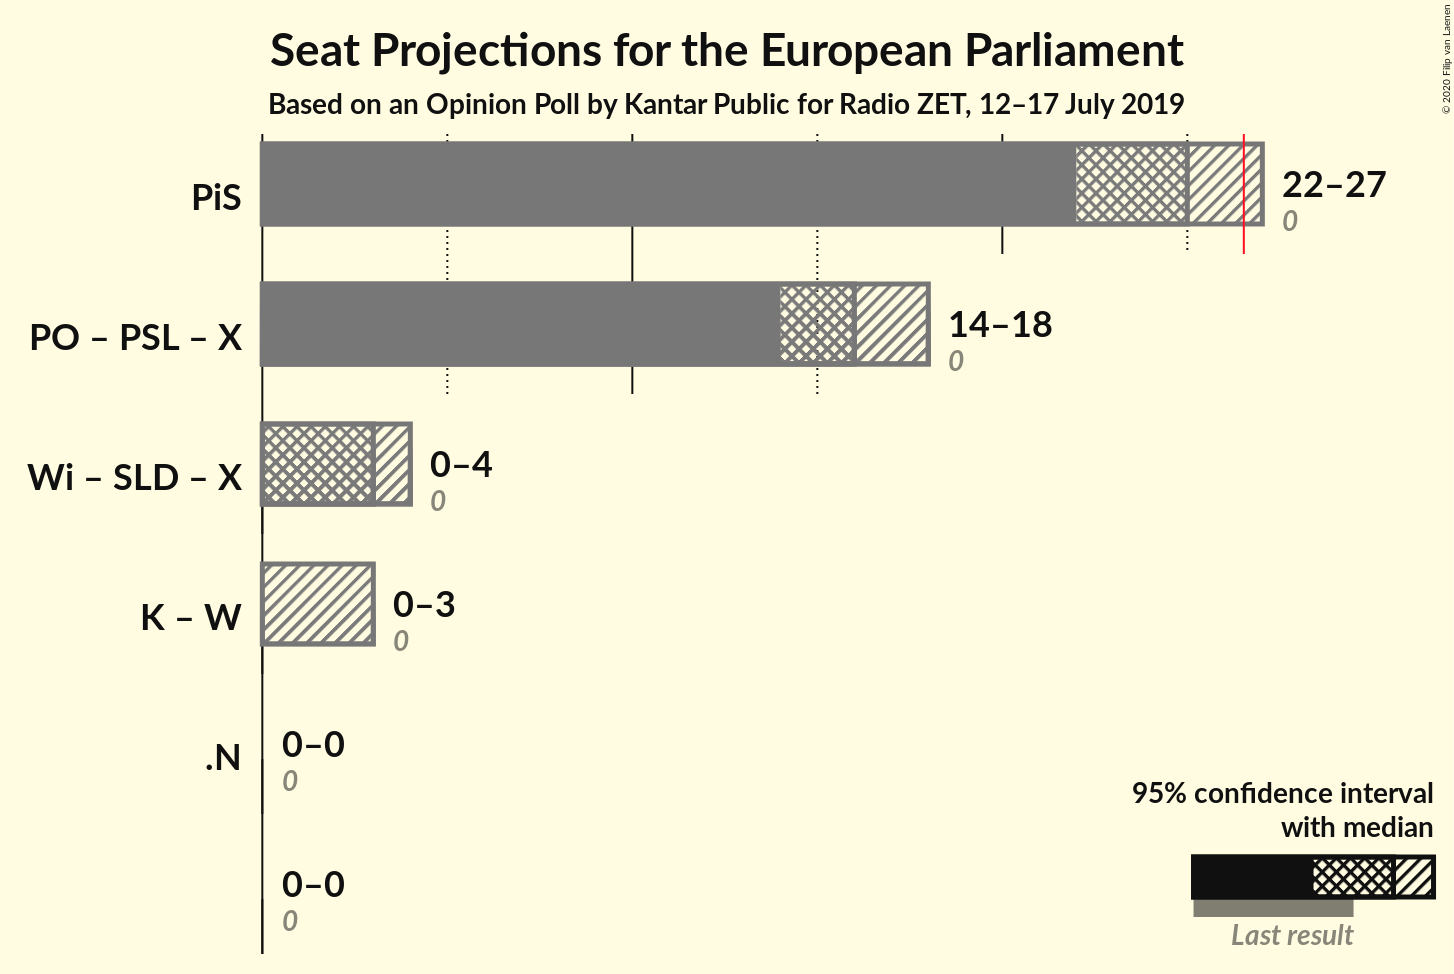 Seat Projections for the European Parliament
Based on an Opinion Poll by Kantar Public for Radio ZET, 12–17 July 2019
© 2020 Filip van Laenen
PiS
22–27
0
PO – PSL – X
14–18
0
Wi – SLD – X
0–4
0
K – W
0–3
0
.N
0–0
0
0–0
0
95% confidence interval
with median
Last result